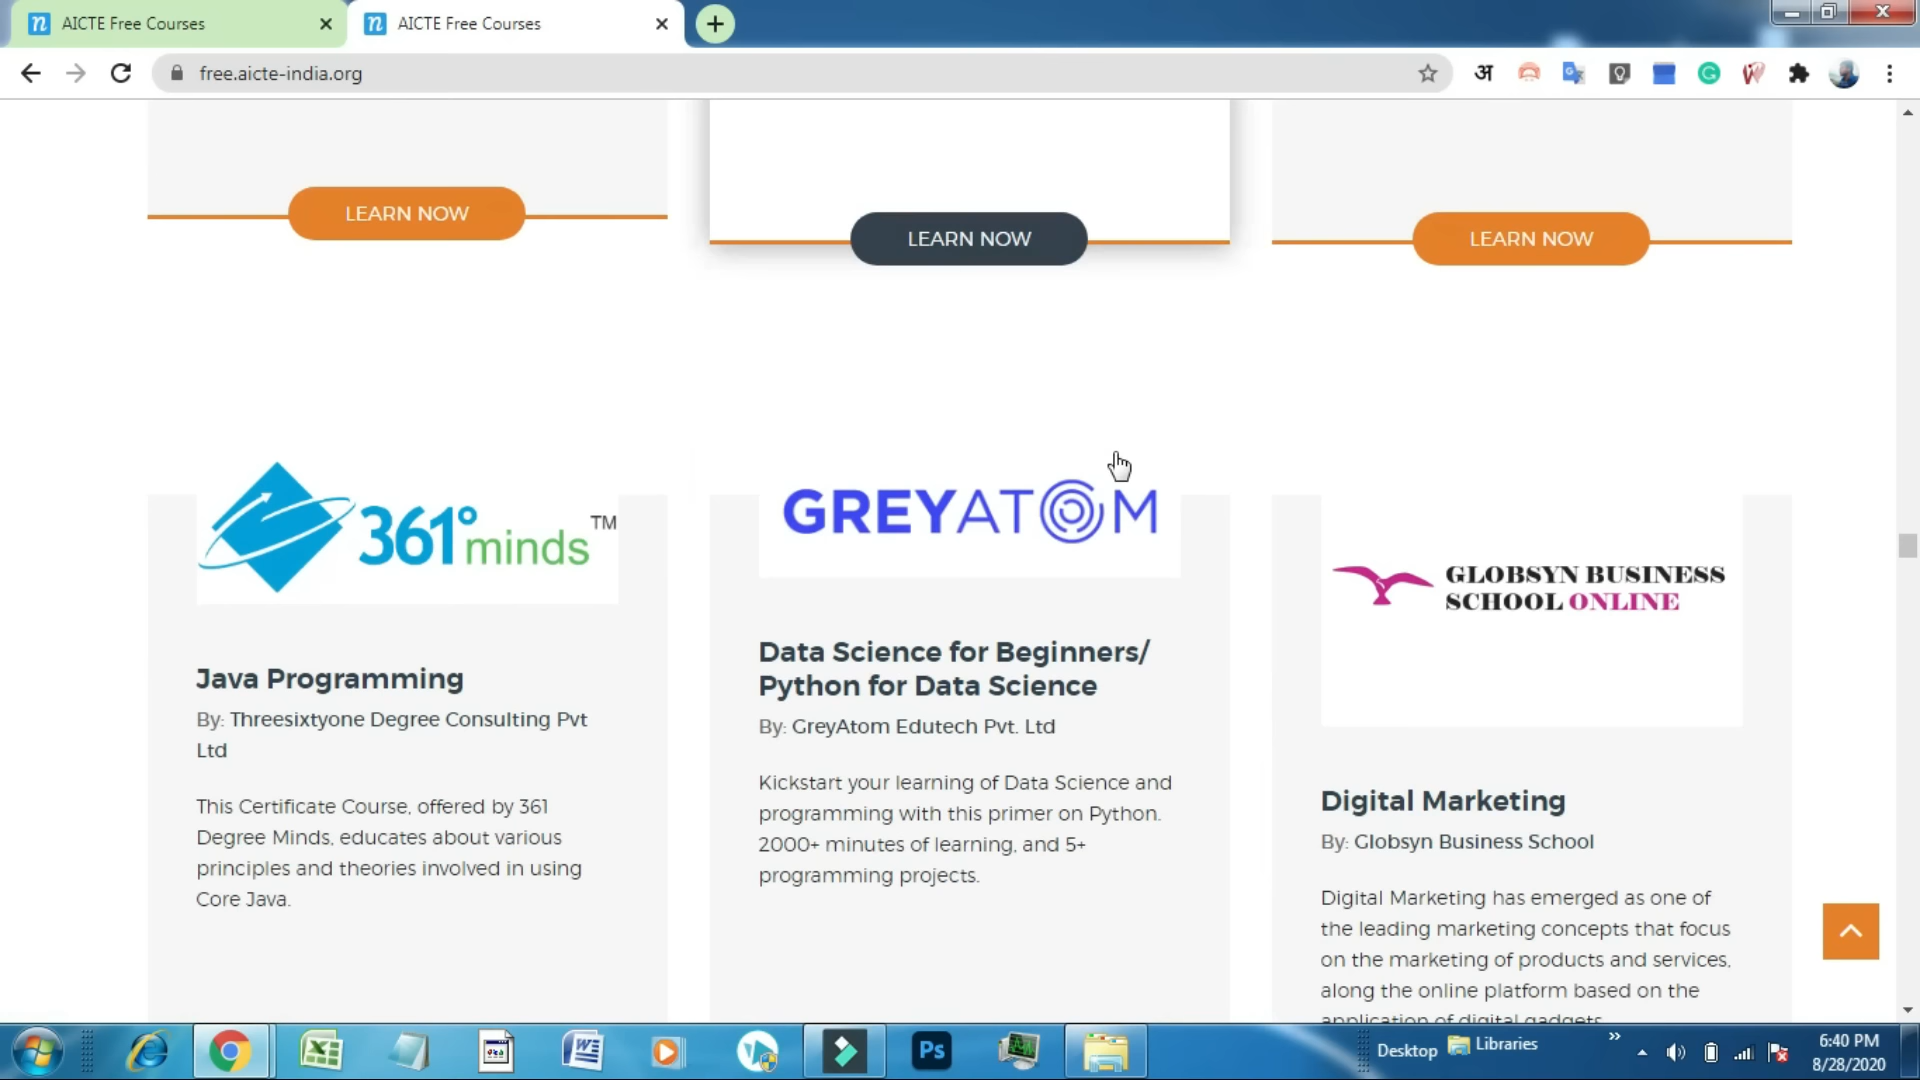 AICTE Free Courses
AICTE Free Courses
free.aicte-india.org
अ
LEARN NOW
LEARN NOW
LEARN NOW
361°minds TM
GREYATOM
GLOBSYN BUSINESS
SCHOOL ONLINE
Java Programming
By: Threesixtyone Degree Consulting Pvt
Ltd
This Certificate Course, offered by 361
Degree Minds, educates about various
principles and theories involved in using
Core Java.
Data Science for Beginners/
Python for Data Science
By: GreyAtom Edutech Pvt. Ltd
Kickstart your learning of Data Science and
programming with this primer on Python.
2000+ minutes of learning, and 5+
programming projects.
Digital Marketing
By: Globsyn Business School
Digital Marketing has emerged as one of
the leading marketing concepts that focus
on the marketing of products and services,
along the online platform based on the
application of digital gadgets
Ps
Desktop
Libraries
6:40 PM
8/28/2020